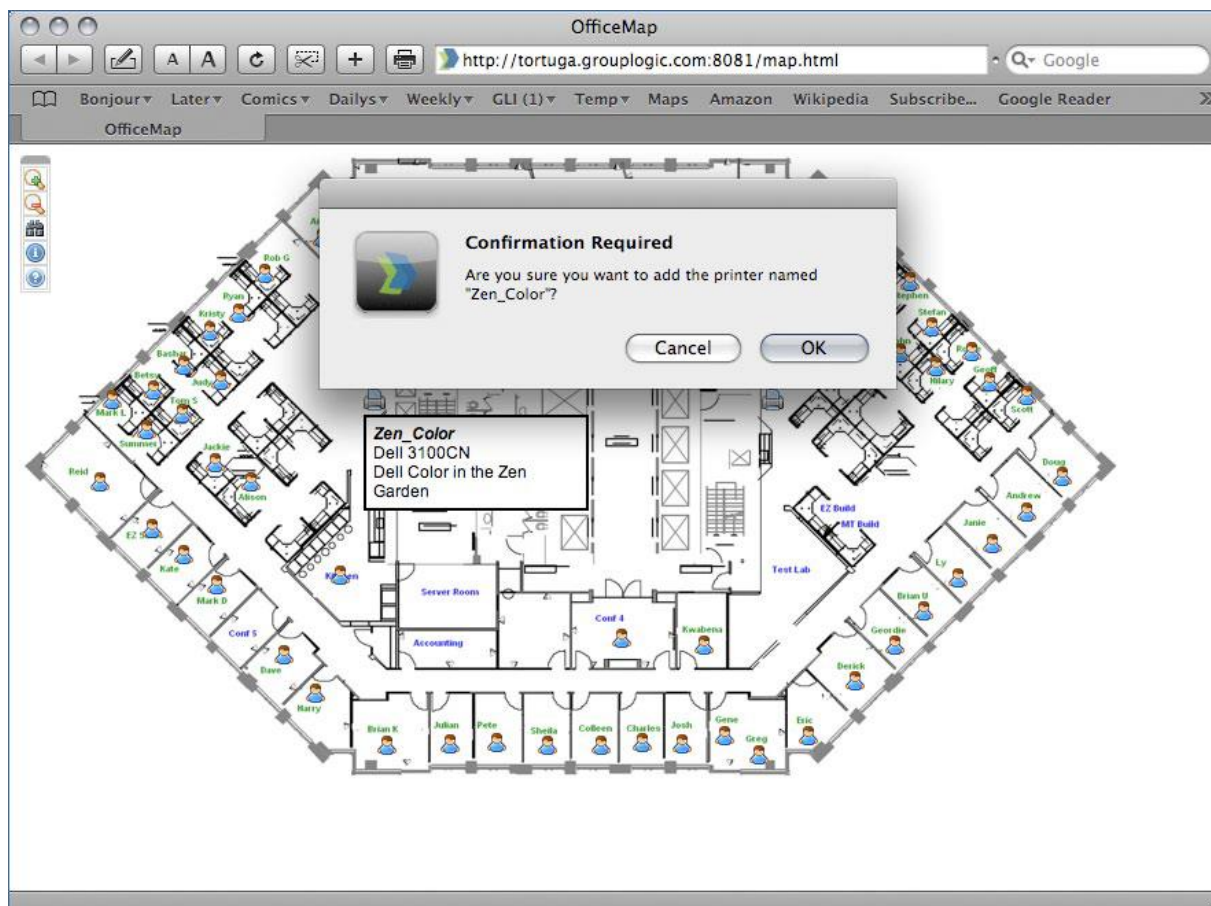 OfficeMap
A A
http://tortuga.grouplogic.com:8081/map.html
Google
Bonjour Later Comics Dailys Weekly GLI (1) Temp Maps Amazon Wikipedia Subscribe... Google Reader
OfficeMap
Confirmation Required
Are you sure you want to add the printer named
"Zen_Color"?
Cancel OK
Rob G
Ryan
Kristy
Bashar
Betsy
Judy
Mark L
Tom S
Summer
Jackie
Reid
Alison
Stephen
Stefan
Geoff
Hilary
Scott
Doug
Andrew
Janie
Zen_Color
Dell 3100CN
Dell Color in the Zen
Garden
EZ Build
MT Build
Kate
Mark D
Kitchen
Test Lab
Ly
Brian U
Server Rooms
Conf 5
Conf 4
Kwabena
Geordie
Accounting
Dave
Derick
Harry
Brian K
Julian
Pete
Sheila
Colleen
Charles
Josh
Gene
Greg
Eric